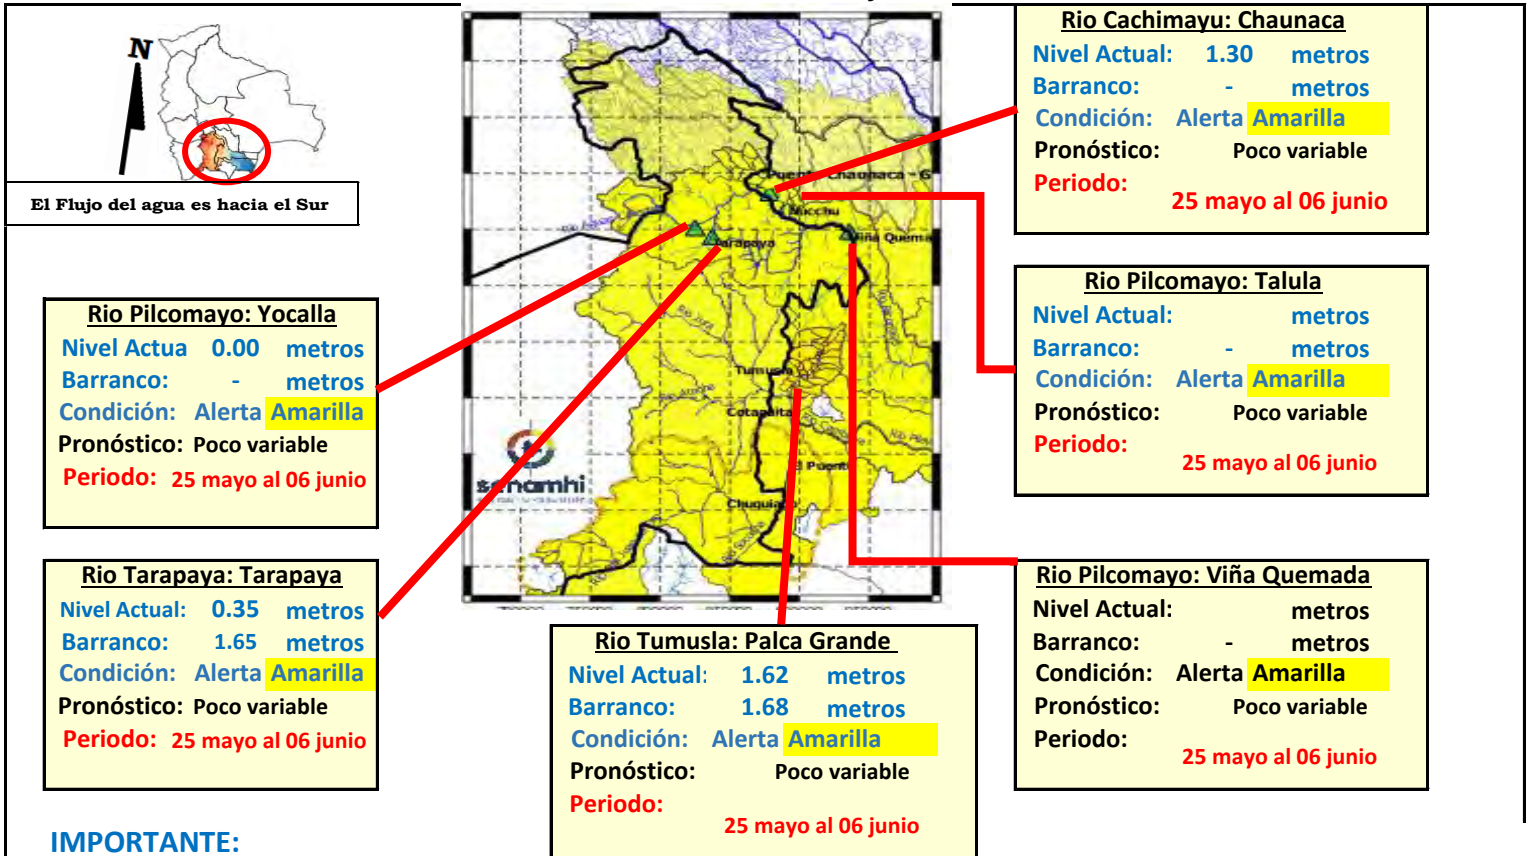 N
El Flujo del agua es hacia el Sur
Rio Pilcomayo: Yocalla
Nivel Actua 0.00 metros
Barranco: - metros
Condición: Alerta Amarilla
Pronóstico: Poco variable
Periodo: 25 mayo al 06 junio
Rio Tarapaya: Tarapaya
Nivel Actual: 0.35 metros
Barranco: 1.65 metros
Condición: Alerta Amarilla
Pronóstico: Poco variable
Periodo: 25 mayo al 06 junio
IMPORTANTE:
Puente Chaunaca - G
Micchu
Tarapaya
Viña Quema
Tumusla
Cotagaita
El Puente
senamhi
Rio Tumusla: Palca Grande
Nivel Actual: 1.62 metros
Barranco: 1.68 metros
Condición: Alerta Amarilla
Pronóstico: Poco variable
Periodo:
25 mayo al 06 junio
Rio Cachimayu: Chaunaca
Nivel Actual: 1.30 metros
Barranco: - metros
Condición: Alerta Amarilla
Pronóstico: Poco variable
Periodo:
25 mayo al 06 junio
Rio Pilcomayo: Talula
Nivel Actual: metros
Barranco: - metros
Condición: Alerta Amarilla
Pronóstico: Poco variable
Periodo:
25 mayo al 06 junio
Rio Pilcomayo: Viña Quemada
Nivel Actual: metros
Barranco: - metros
Condición: Alerta Amarilla
Pronóstico: Poco variable
Periodo:
25 mayo al 06 junio